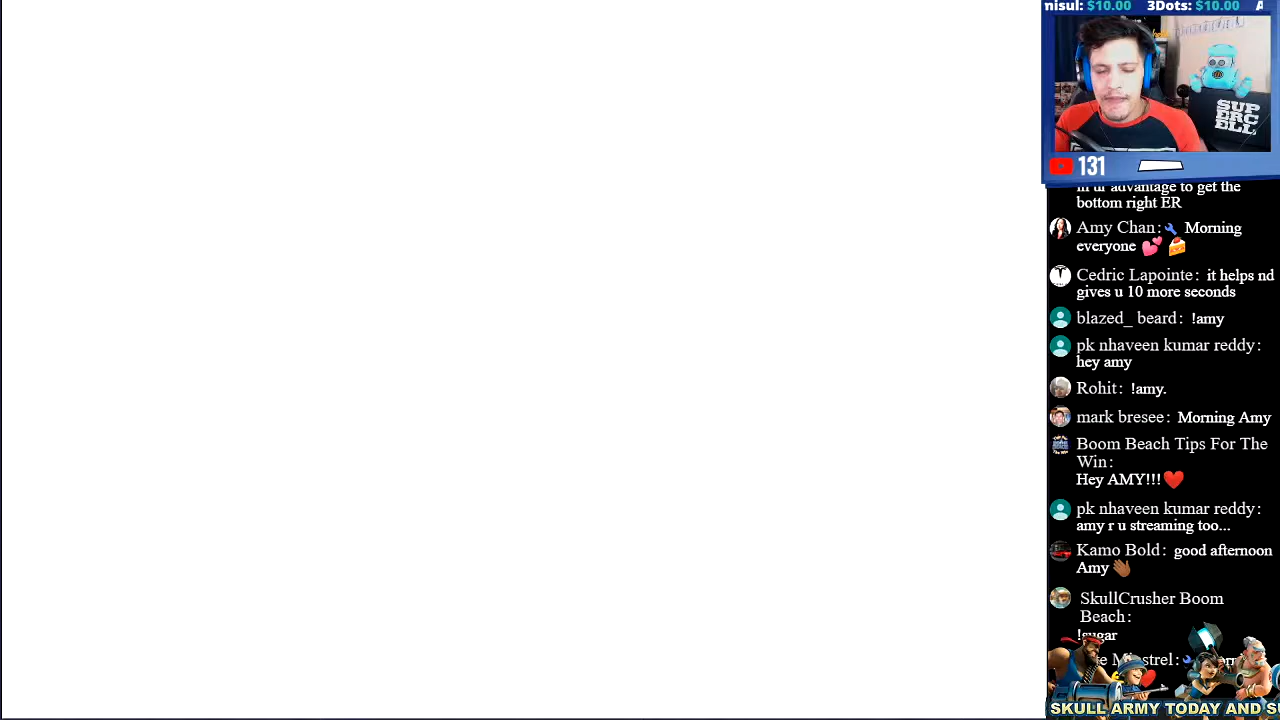 nisul: $10.00 3Dots: $10.00
SUP
ERC
ELL
131
in ur advantage to get the
bottom right ER
Amy Chan: Morning
everyone
Cedric Lapointe: it helps nd
gives u 10 more seconds
blazed_ beard: !amy
pk nhaveen kumar reddy:
hey amy
Rohit: !amy.
mark bresee: Morning Amy
Boom Beach Tips For The
Win:
Hey AMY!!!
pk nhaveen kumar reddy:
amy r u streaming too...
Kamo Bold: good afternoon
Amy
SkullCrusher Boom
Beach:
!sugar
SKULL ARMY TODAY AND S